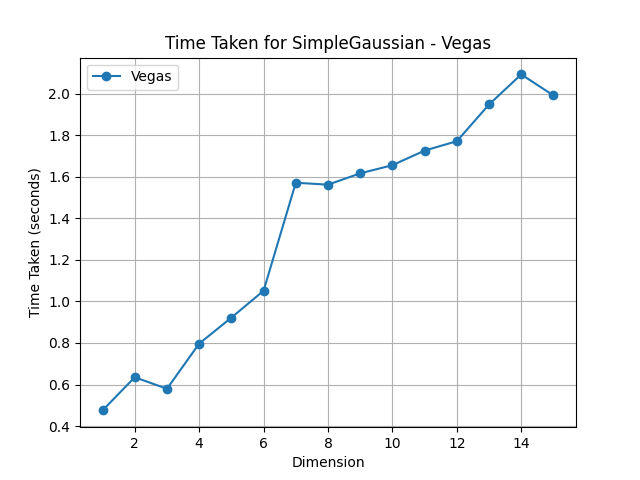 Time Taken for SimpleGaussian - Vegas
Vegas
Time Taken (seconds)
2.0
1.8
1.6
1.4
1.2
1.0
0.8
0.6
0.4
2 4 6 8 10 12 14
Dimension